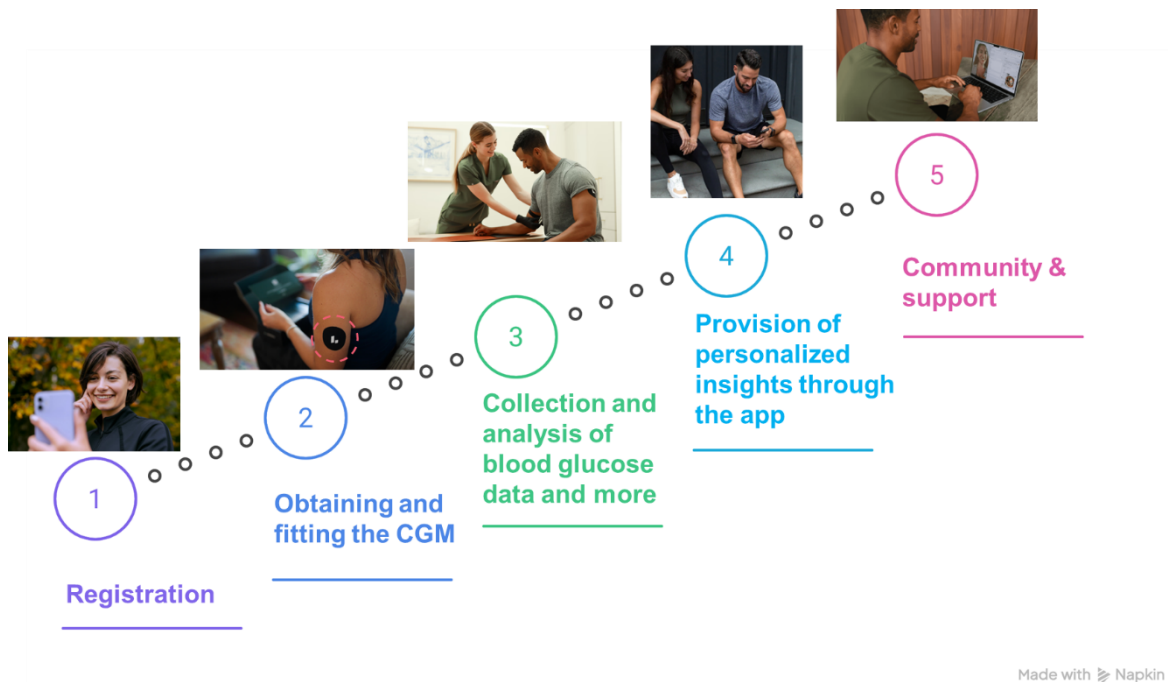 1
Registration
2
Obtaining and
fitting the CGM
3
Collection and
analysis of
blood glucose
data and more
4
Provision of
personalized
insights through
the app
5
Community &
support
Made with Napkin